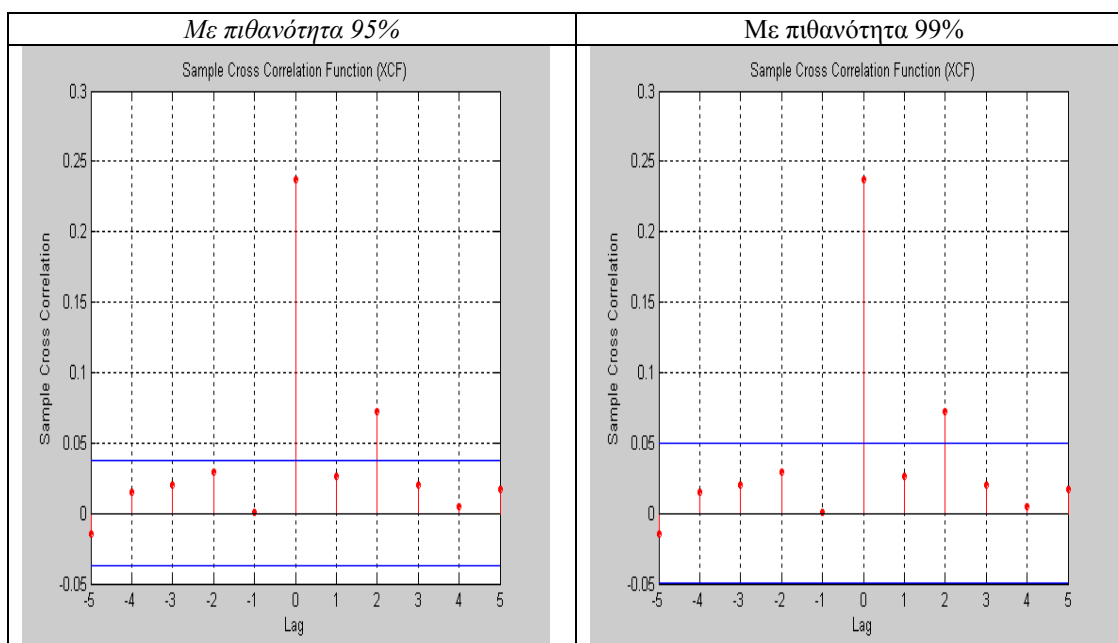 Με πιθανότητα 95%
Με πιθανότητα 99%
Sample Cross Correlation Function (XCF)
0.3
0.25
0.2
0.15
0.1
0.05
0
-0.05
Sample Cross Correlation
-5 -4 -3 -2 -1 0 1 2 3 4 5
Lag
Sample Cross Correlation Function (XCF)
0.3
0.25
0.2
0.15
0.1
0.05
0
-0.05
Sample Cross Correlation
-5 -4 -3 -2 -1 0 1 2 3 4 5
Lag